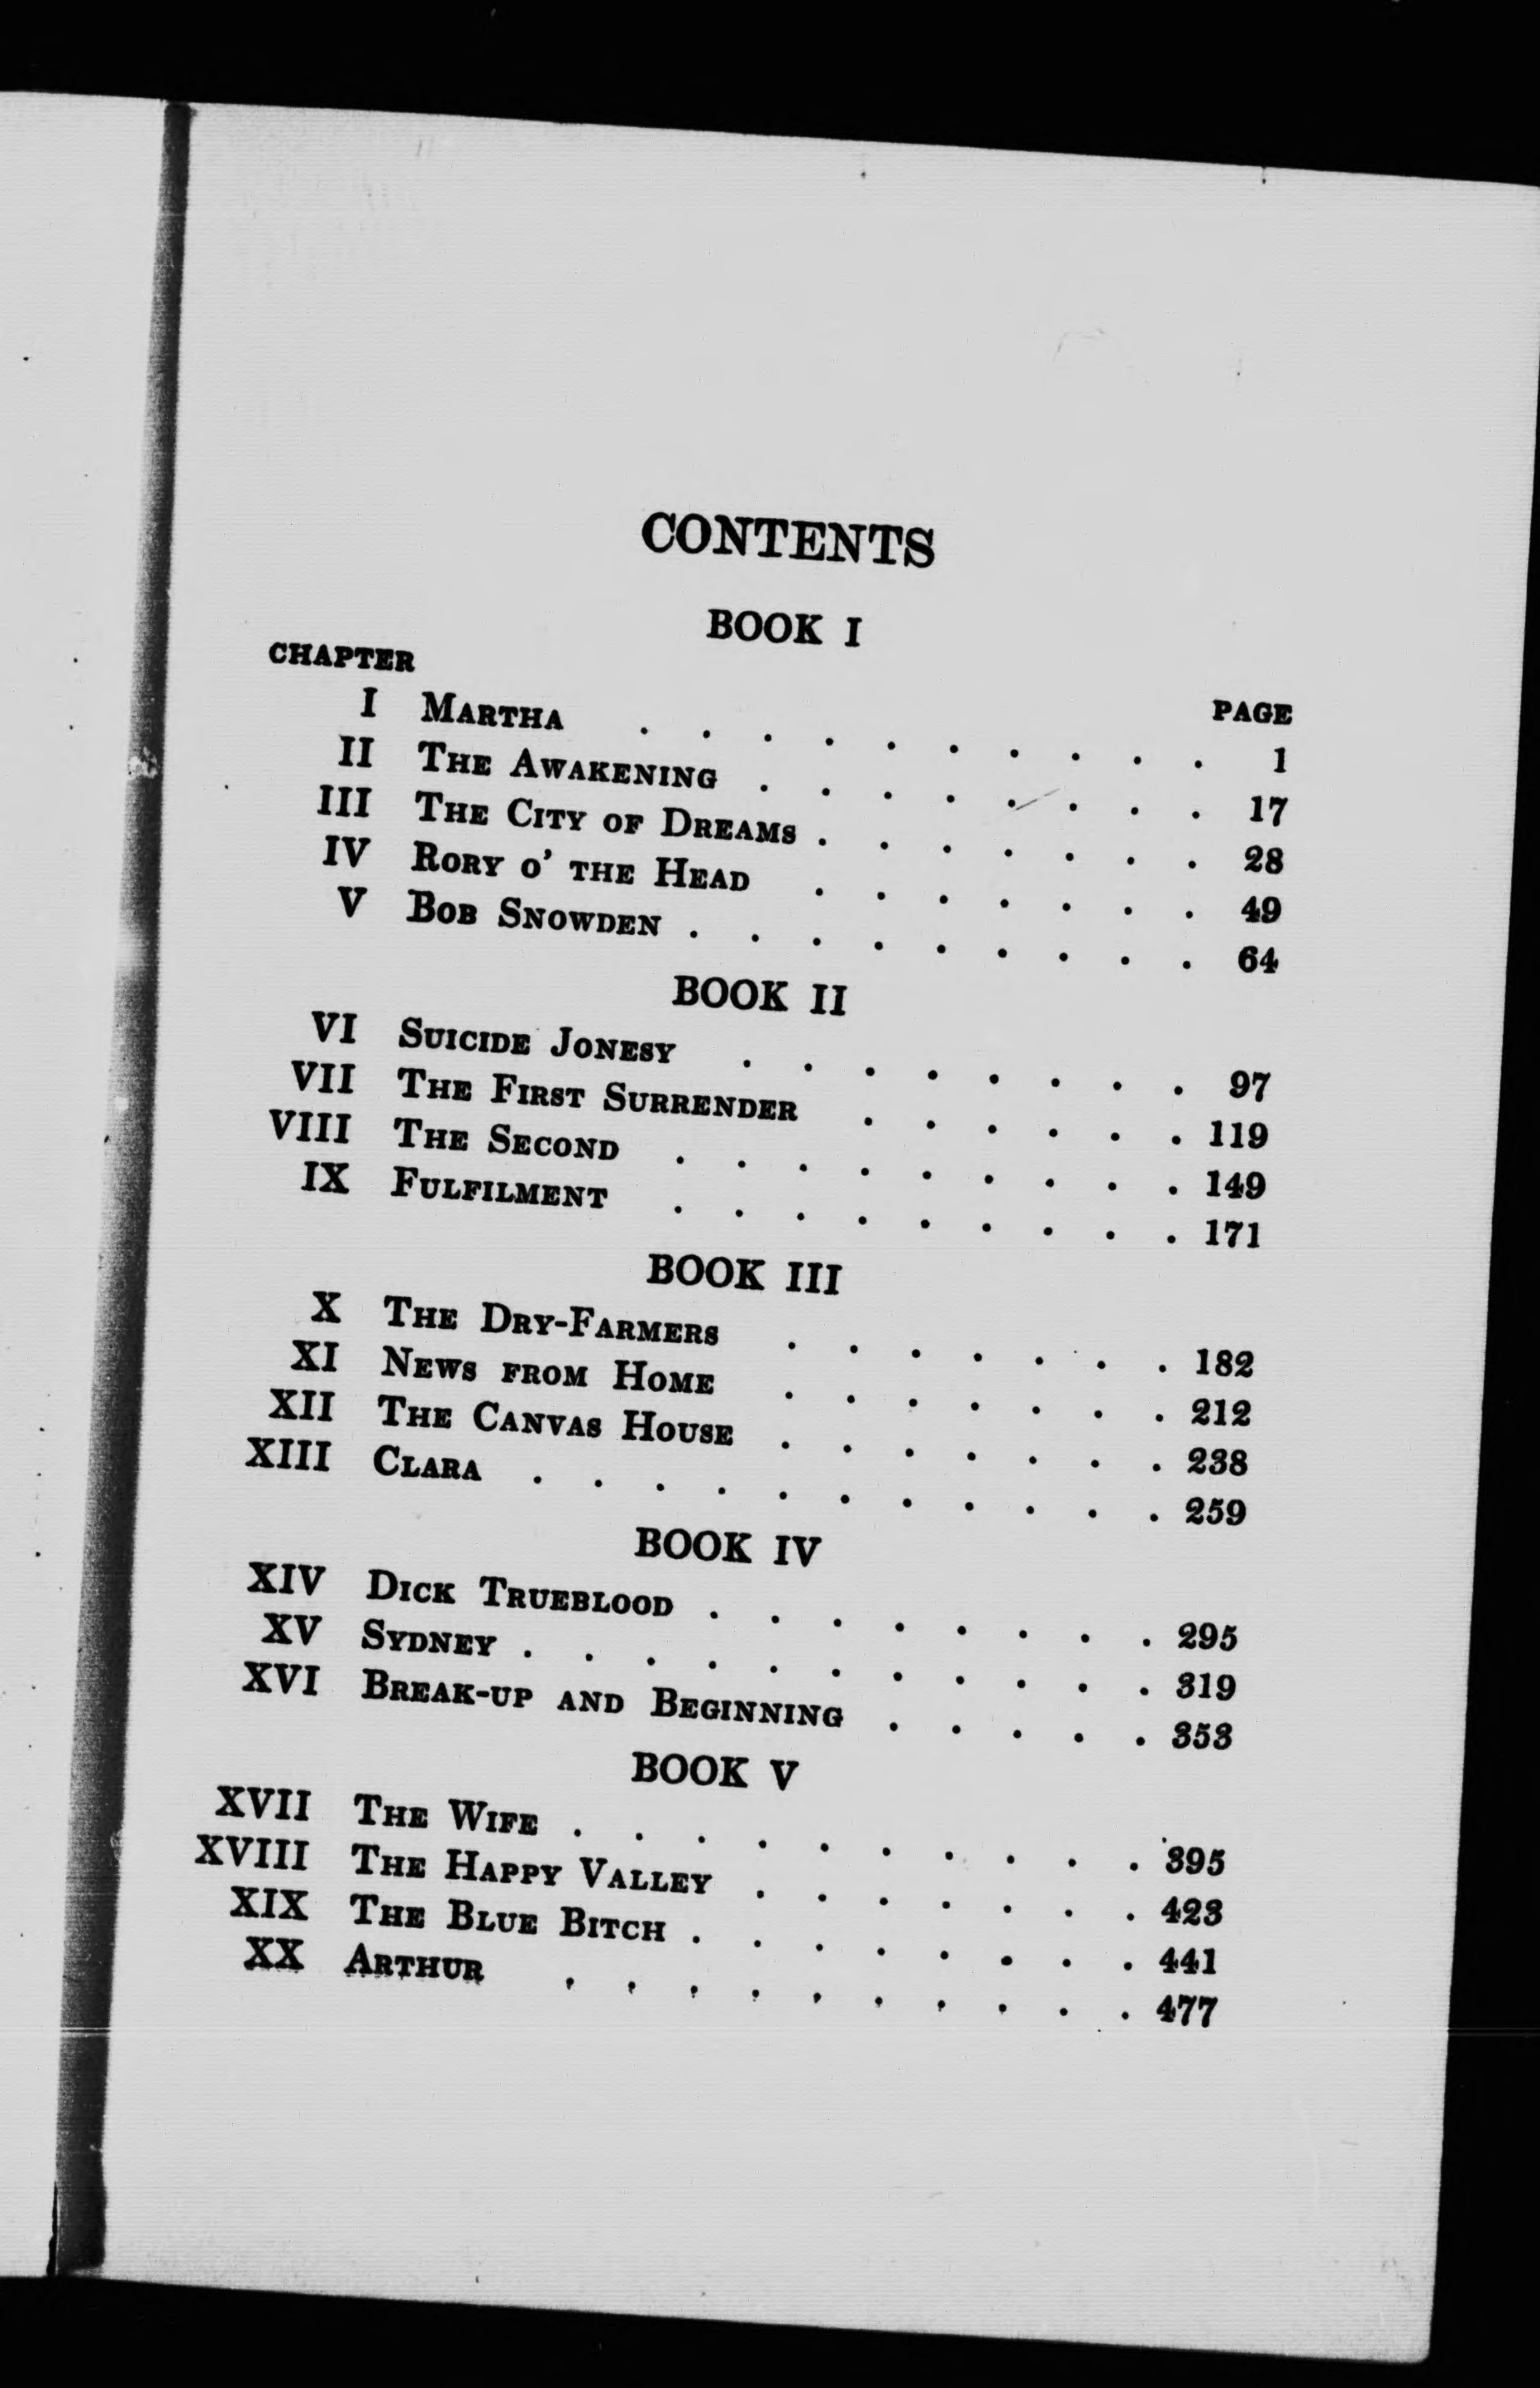 CONTENTS
BOOK I
CHAPTER PAGE
I MARTHA . . . . . . . . . . 1
II THE AWAKENING . . . . . . . . 17
III THE CITY OF DREAMS . . . . . . . 28
IV RORY O' THE HEAD . . . . . . . 49
V BOB SNOWDEN . . . . . . . . . 64
BOOK II
VI SUICIDE JONESY . . . . . . . . 97
VII THE FIRST SURRENDER . . . . . . 119
VIII THE SECOND . . . . . . . . . 149
IX FULFILMENT . . . . . . . . . 171
BOOK III
X THE DRY-FARMERS . . . . . . . 182
XI NEWS FROM HOME . . . . . . . 212
XII THE CANVAS HOUSE . . . . . . . 238
XIII CLARA . . . . . . . . . . . 259
BOOK IV
XIV DICK TRUEBLOOD . . . . . . . . 295
XV SYDNEY . . . . . . . . . . . 319
XVI BREAK-UP AND BEGINNING . . . . . 353
BOOK V
XVII THE WIFE . . . . . . . . . . 395
XVIII THE HAPPY VALLEY . . . . . . . 423
XIX THE BLUE BITCH . . . . . . . . 441
XX ARTHUR . . . . . . . . . . 477